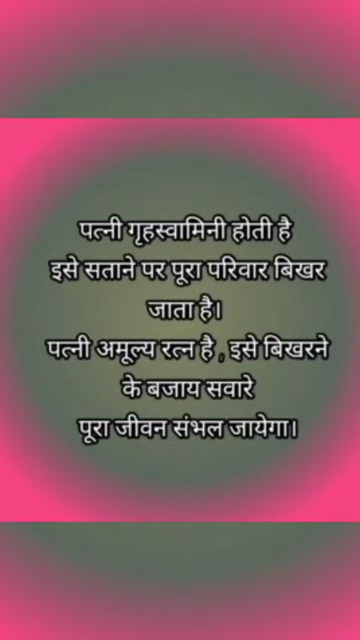 पत्नी गृहस्वामिनी होती है
इसे सताने पर पूरा परिवार बिखर
जाता है।
पत्नी अमूल्य रत्न है , इसे बिखरने
के बजाय सवारे
पूरा जीवन संभल जायेगा।